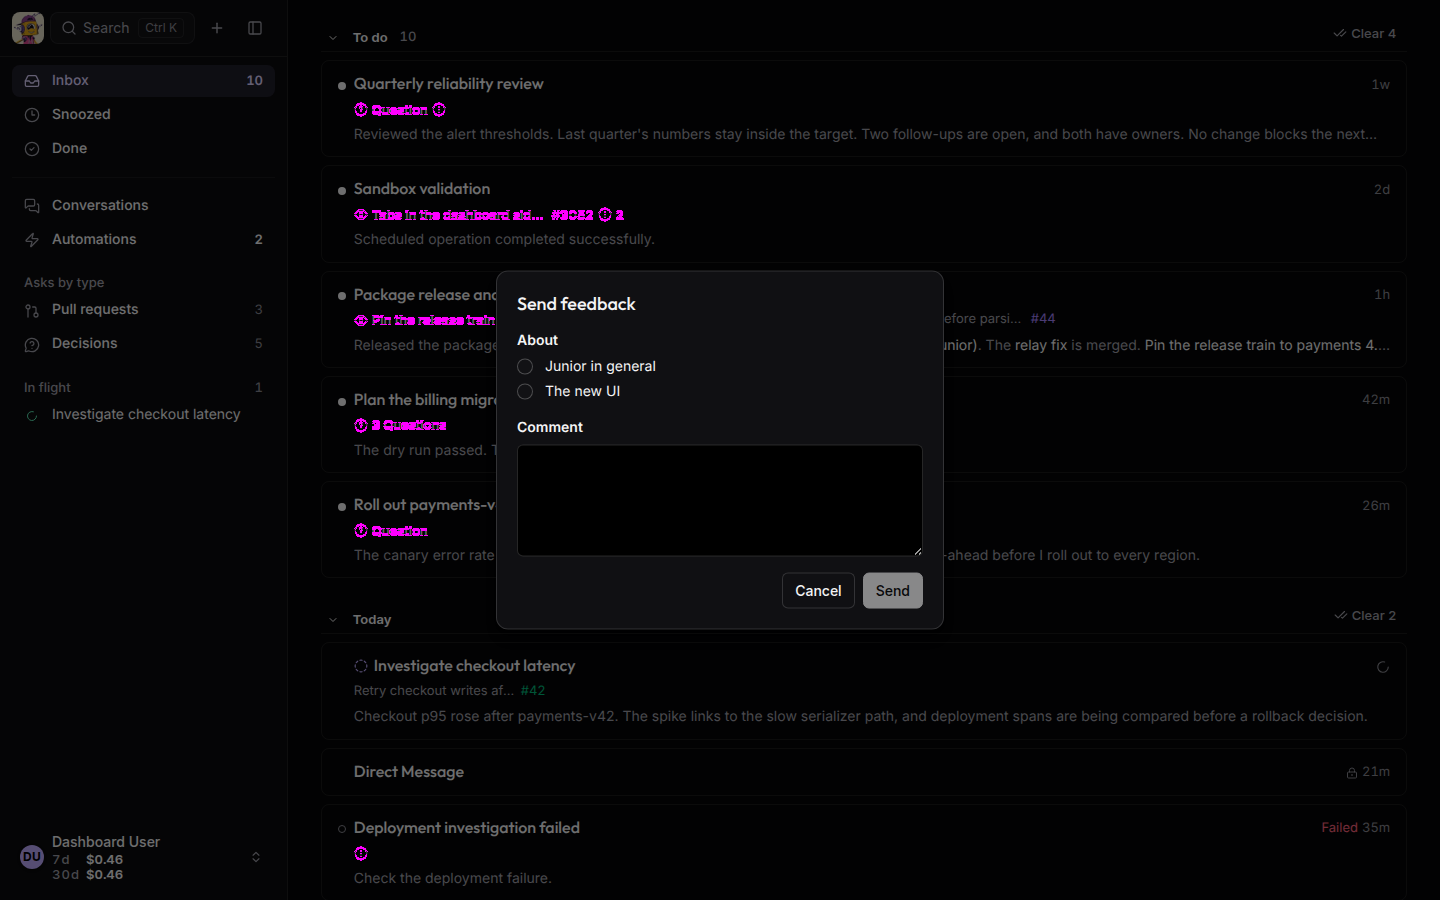 Search Ctrl K
Inbox 10
Snoozed
Done
Conversations
Automations 2
Asks by type
Pull requests 3
Decisions 5
In flight 1
Investigate checkout latency
Dashboard User
DU
7d $0.46
30d $0.46
To do 10 Clear 4
Quarterly reliability review 1w
Question
Reviewed the alert thresholds. Last quarter's numbers stay inside the target. Two follow-ups are open, and both have owners. No change blocks the next...
Sandbox validation 2d
Tabs in the dashboard 2
Scheduled operation completed successfully.
Package release and 1h
Pin the release train efore parsi... #44
Released the package unior). The relay fix is merged. Pin the release train to payments 4....
Plan the billing migr 42m
3 Questions
The dry run passed.
Roll out payments-v 26m
Question
The canary error rate -ahead before I roll out to every region.
Send feedback
About
Junior in general
The new UI
Comment
Cancel Send
Today Clear 2
Investigate checkout latency
Retry checkout writes af... #42
Checkout p95 rose after payments-v42. The spike links to the slow serializer path, and deployment spans are being compared before a rollback decision.
Direct Message 21m
Deployment investigation failed Failed 35m
Check the deployment failure.